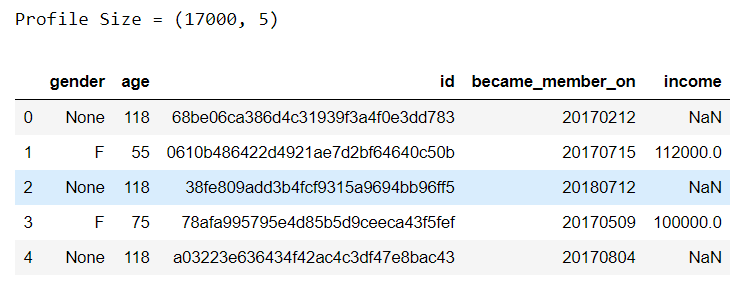 Profile Size = (17000, 5)
gender age id became_member_on income
0 None 118 68be06ca386d4c31939f3a4f0e3dd783 20170212 NaN
1 F 55 0610b486422d4921ae7d2bf64640c50b 20170715 112000.0
2 None 118 38fe809add3b4fcf9315a9694bb96ff5 20180712 NaN
3 F 75 78afa995795e4d85b5d9ceeca43f5fef 20170509 100000.0
4 None 118 a03223e636434f42ac4c3df47e8bac43 20170804 NaN